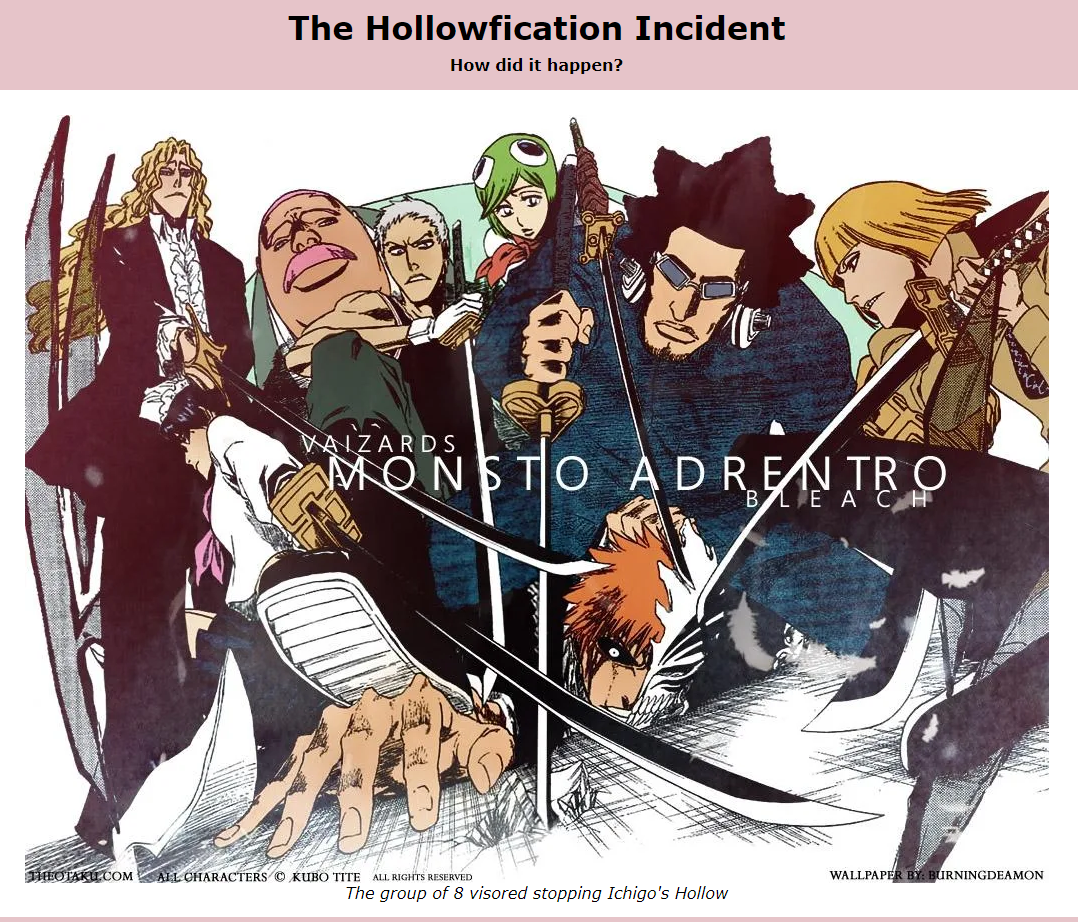 The Hollowfication Incident
How did it happen?
VAIZARDS
MONSTO ADRENTRO
BLEACH
THEOTAKU.COM ALL CHARACTERS © KUBO TITE ALL RIGHTS RESERVED
WALLPAPER BY: BURNINGDEAMON
The group of 8 visored stopping Ichigo's Hollow